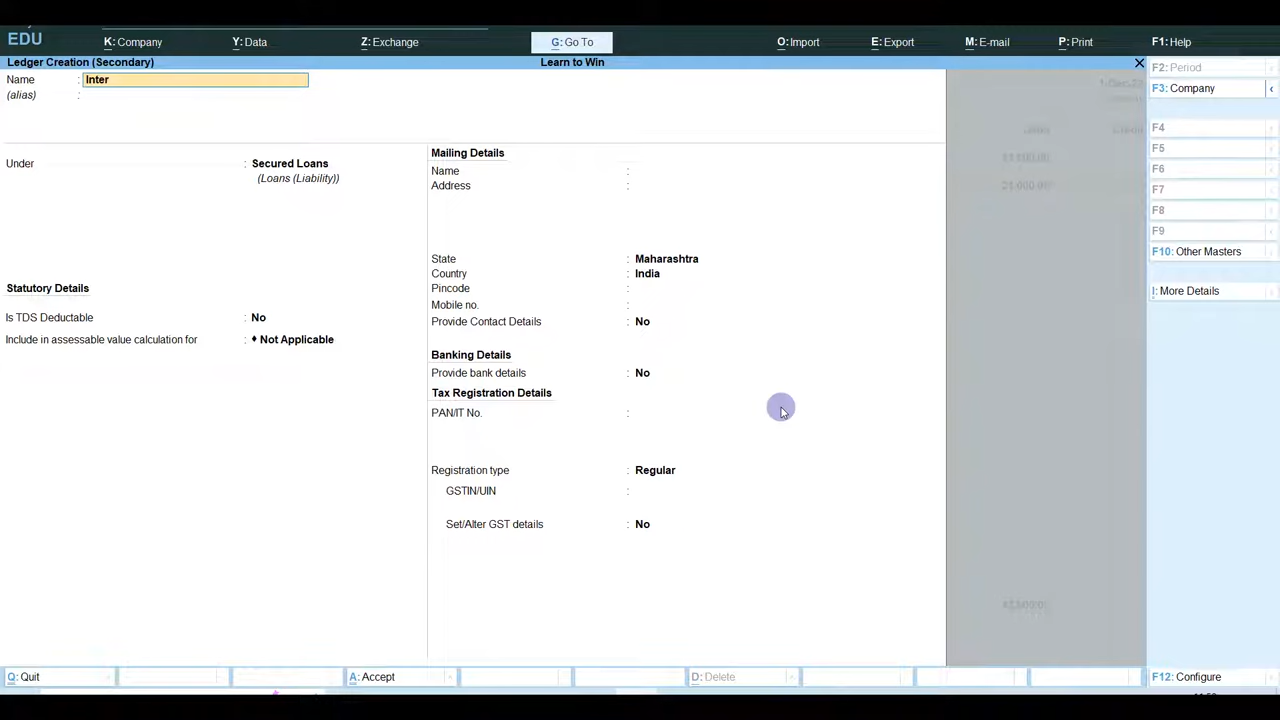 EDU
K: Company
Y: Data
Z: Exchange
G: Go To
O: Import
E: Export
M: E-mail
P: Print
F1: Help
Ledger Creation (Secondary)
Learn to Win
Name : Inter
(alias) :
Under : Secured Loans
(Loans (Liability))
Statutory Details
Is TDS Deductable : No
Include in assessable value calculation for : ♦ Not Applicable
Mailing Details
Name :
Address :
State : Maharashtra
Country : India
Pincode :
Mobile no. :
Provide Contact Details : No
Banking Details
Provide bank details : No
Tax Registration Details
PAN/IT No. :
Registration type : Regular
GSTIN/UIN :
Set/Alter GST details : No
F2: Period
F3: Company
F4
F5
F6
F7
F8
F9
F10: Other Masters
I: More Details
Q: Quit
A: Accept
D: Delete
F12: Configure